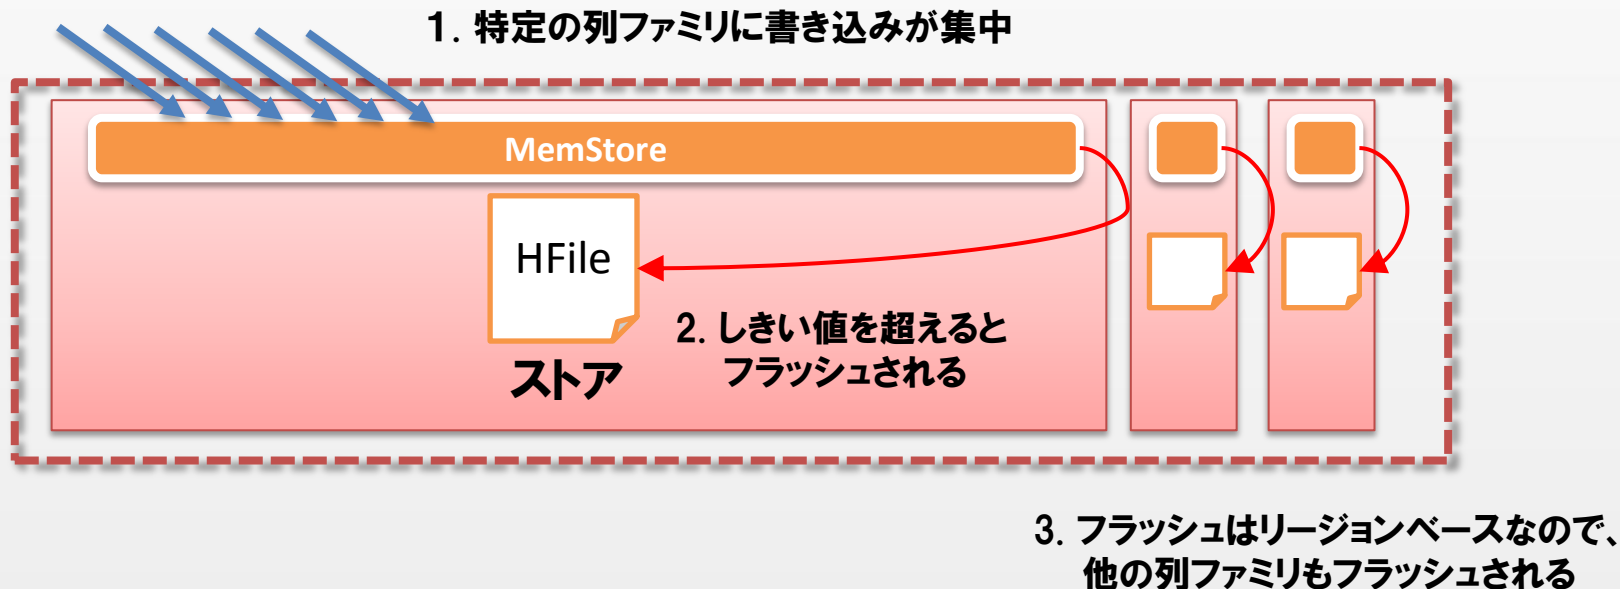 1. 特定の列ファミリに書き込みが集中
MemStore
HFile
ストア
2. しきい値を超えると
フラッシュされる
3. フラッシュはリージョンベースなので、
他の列ファミリもフラッシュされる